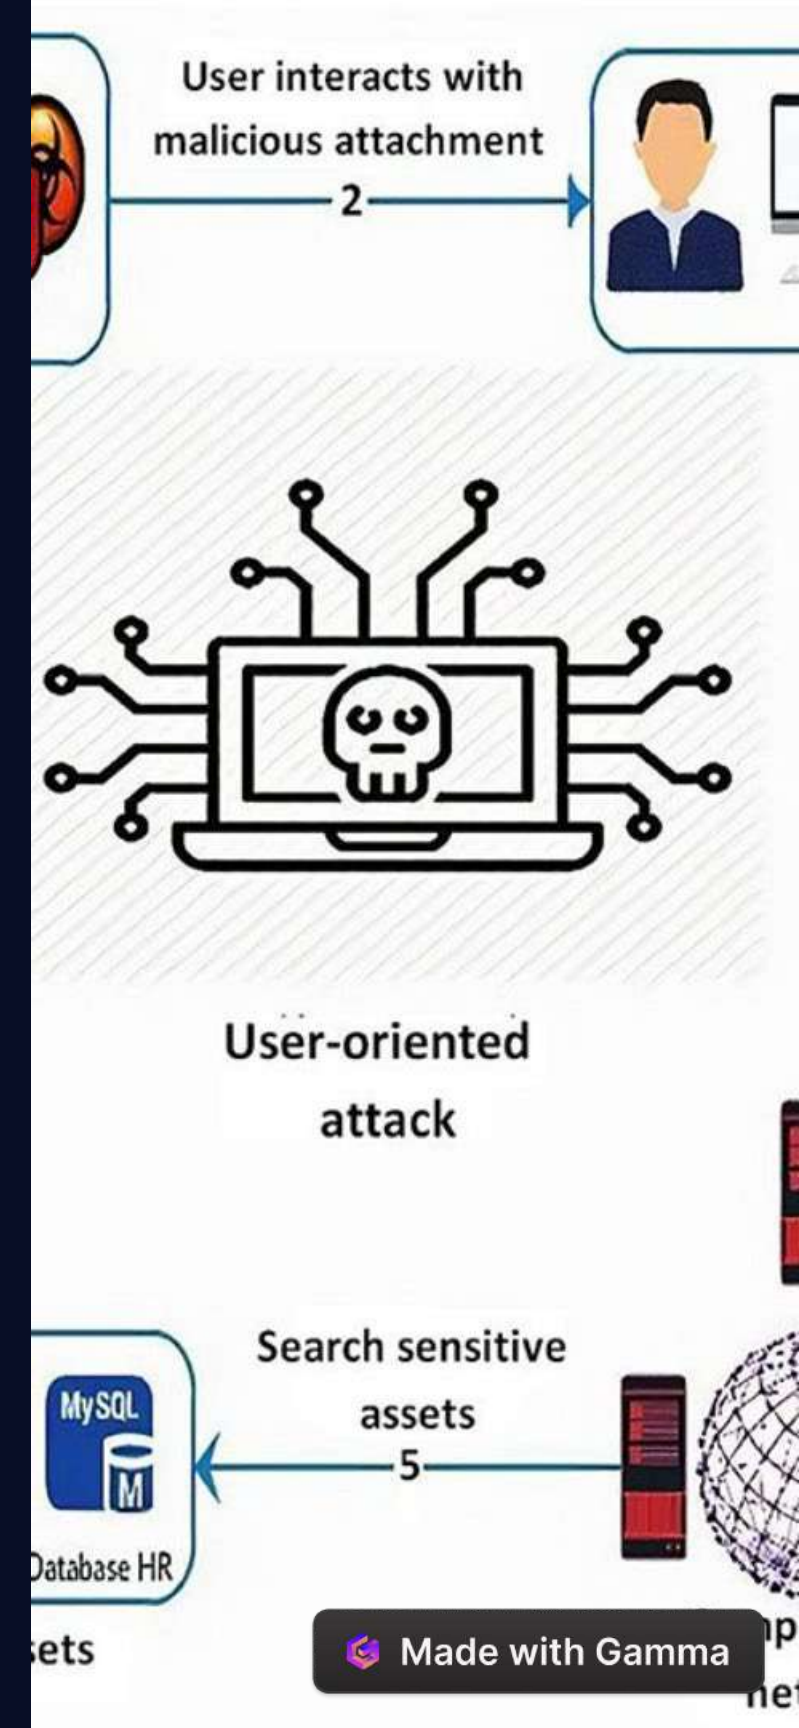 User interacts with
malicious attachment
2
User-oriented
attack
Search sensitive
assets
5
MySQL
M
Database HR
Made with Gamma